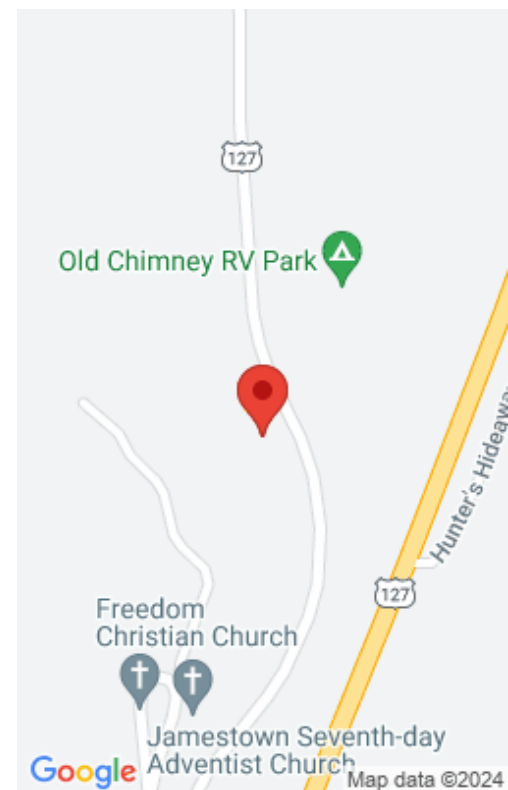 127
Old Chimney RV Park
Hunter's Hideaway
127
Freedom
Christian Church
Jamestown Seventh-day
Adventist Church
Google
Map data ©2024